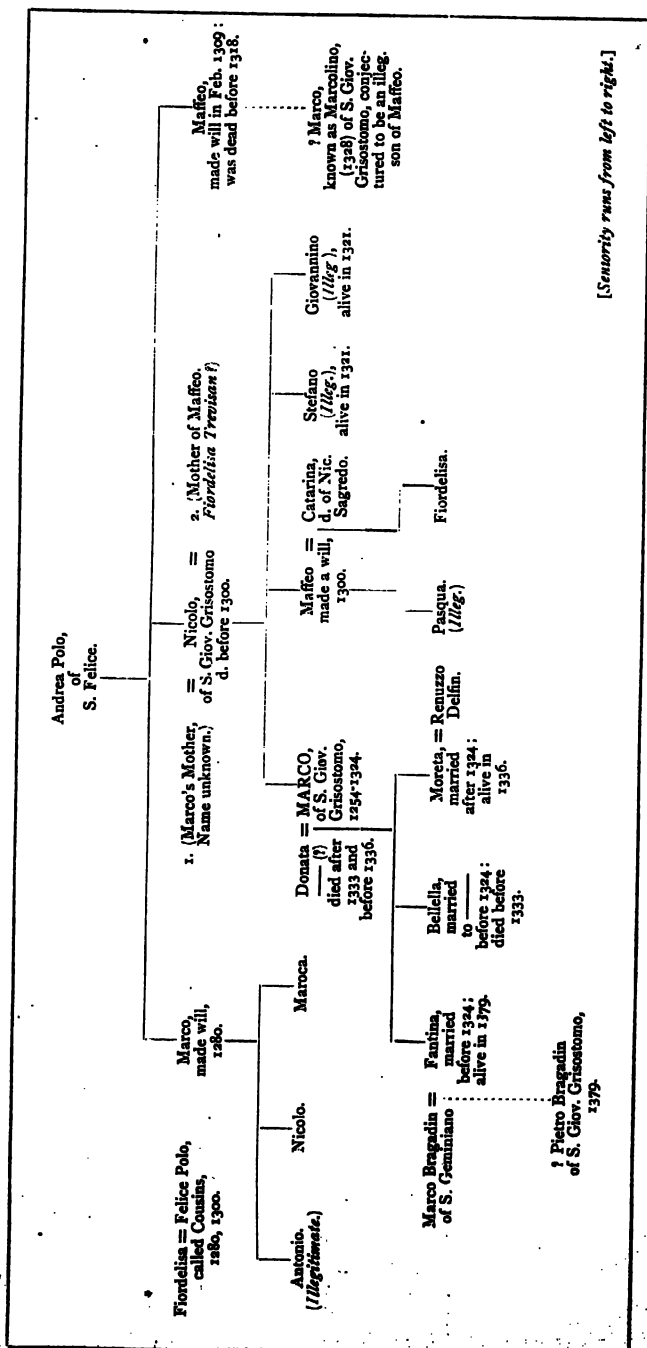 Andrea Polo,
of
S. Felice.
Fiordelisa = Felice Polo,
called Cousins,
1280, 1300.
Marco,
made will,
1280.
1. (Marco's Mother,
Name unknown.)
= Nicolo, =
of S. Giov. Grisostomo
d. before 1300.
2. (Mother of Maffeo.
Fiordelisa Trevisan ?)
Maffeo,
made will in Feb. 1309 :
was dead before 1318.
Antonio.
(Illegitimate.)
Nicolo.
Maroca.
Donata = MARCO,
—— (?) of S. Giov.
died after Grisostomo,
1333 and 1254-1324.
before 1336.
Maffeo = Catarina,
made a will, d. of Nic.
1300. Sagredo.
Stefano
(Illeg.),
alive in 1321.
Giovannino
(Illeg.),
alive in 1321.
? Marco,
known as Marcolino,
(1328) of S. Giov.
Grisostomo, conjec-
tured to be an illeg.
son of Maffeo.
Marco Bragadin =
of S. Geminiano
Fantina,
married
before 1324 ;
alive in 1379.
Bellella,
married
to ——
before 1324 :
died before
1333.
Moreta, = Renuzzo
married Delfin.
after 1324 ;
alive in
1336.
Pasqua.
(Illeg.)
Fiordelisa.
? Pietro Bragadin
of S. Giov. Grisostomo,
1379.
[Seniority runs from left to right.]